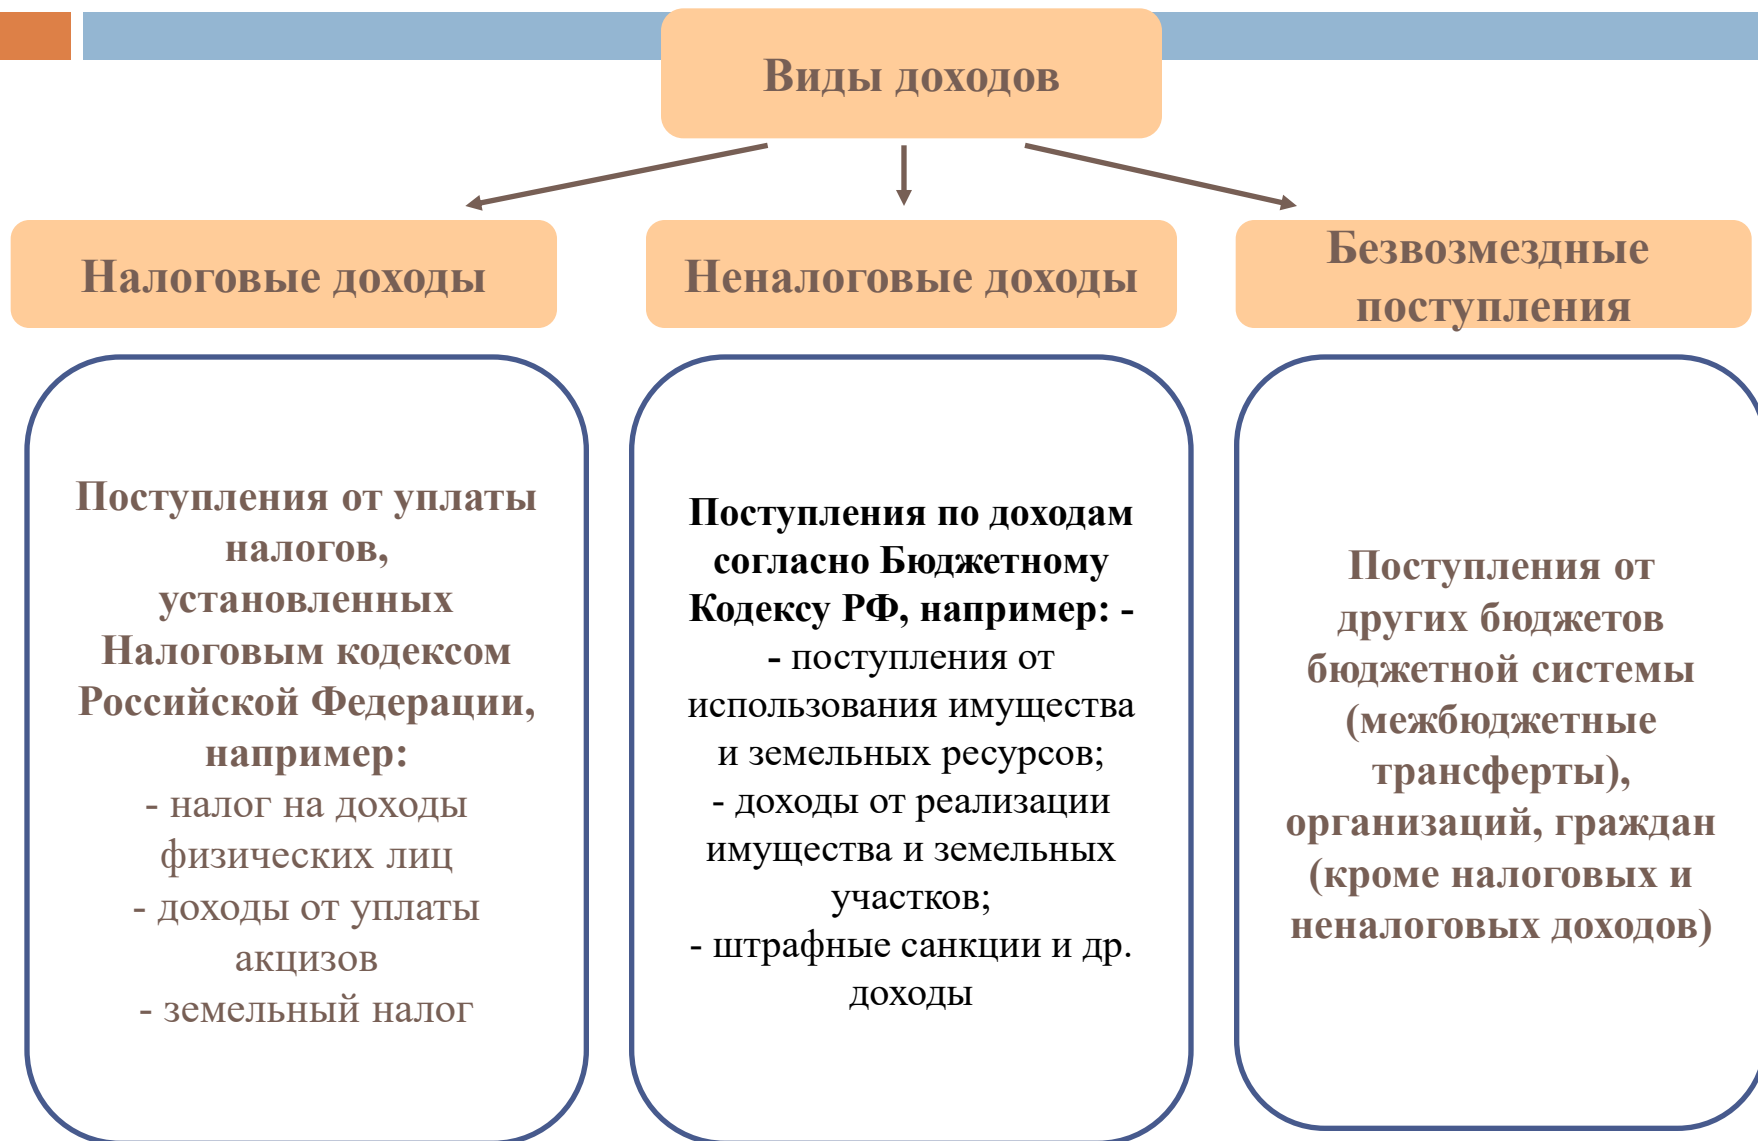 Виды доходов
Налоговые доходы
Неналоговые доходы
Безвозмездные
поступления
Поступления от уплаты
налогов,
установленных
Налоговым кодексом
Российской Федерации,
например:
- налог на доходы
физических лиц
- доходы от уплаты
акцизов
- земельный налог
Поступления по доходам
согласно Бюджетному
Кодексу РФ, например: -
- поступления от
использования имущества
и земельных ресурсов;
- доходы от реализации
имущества и земельных
участков;
- штрафные санкции и др.
доходы
Поступления от
других бюджетов
бюджетной системы
(межбюджетные
трансферты),
организаций, граждан
(кроме налоговых и
неналоговых доходов)